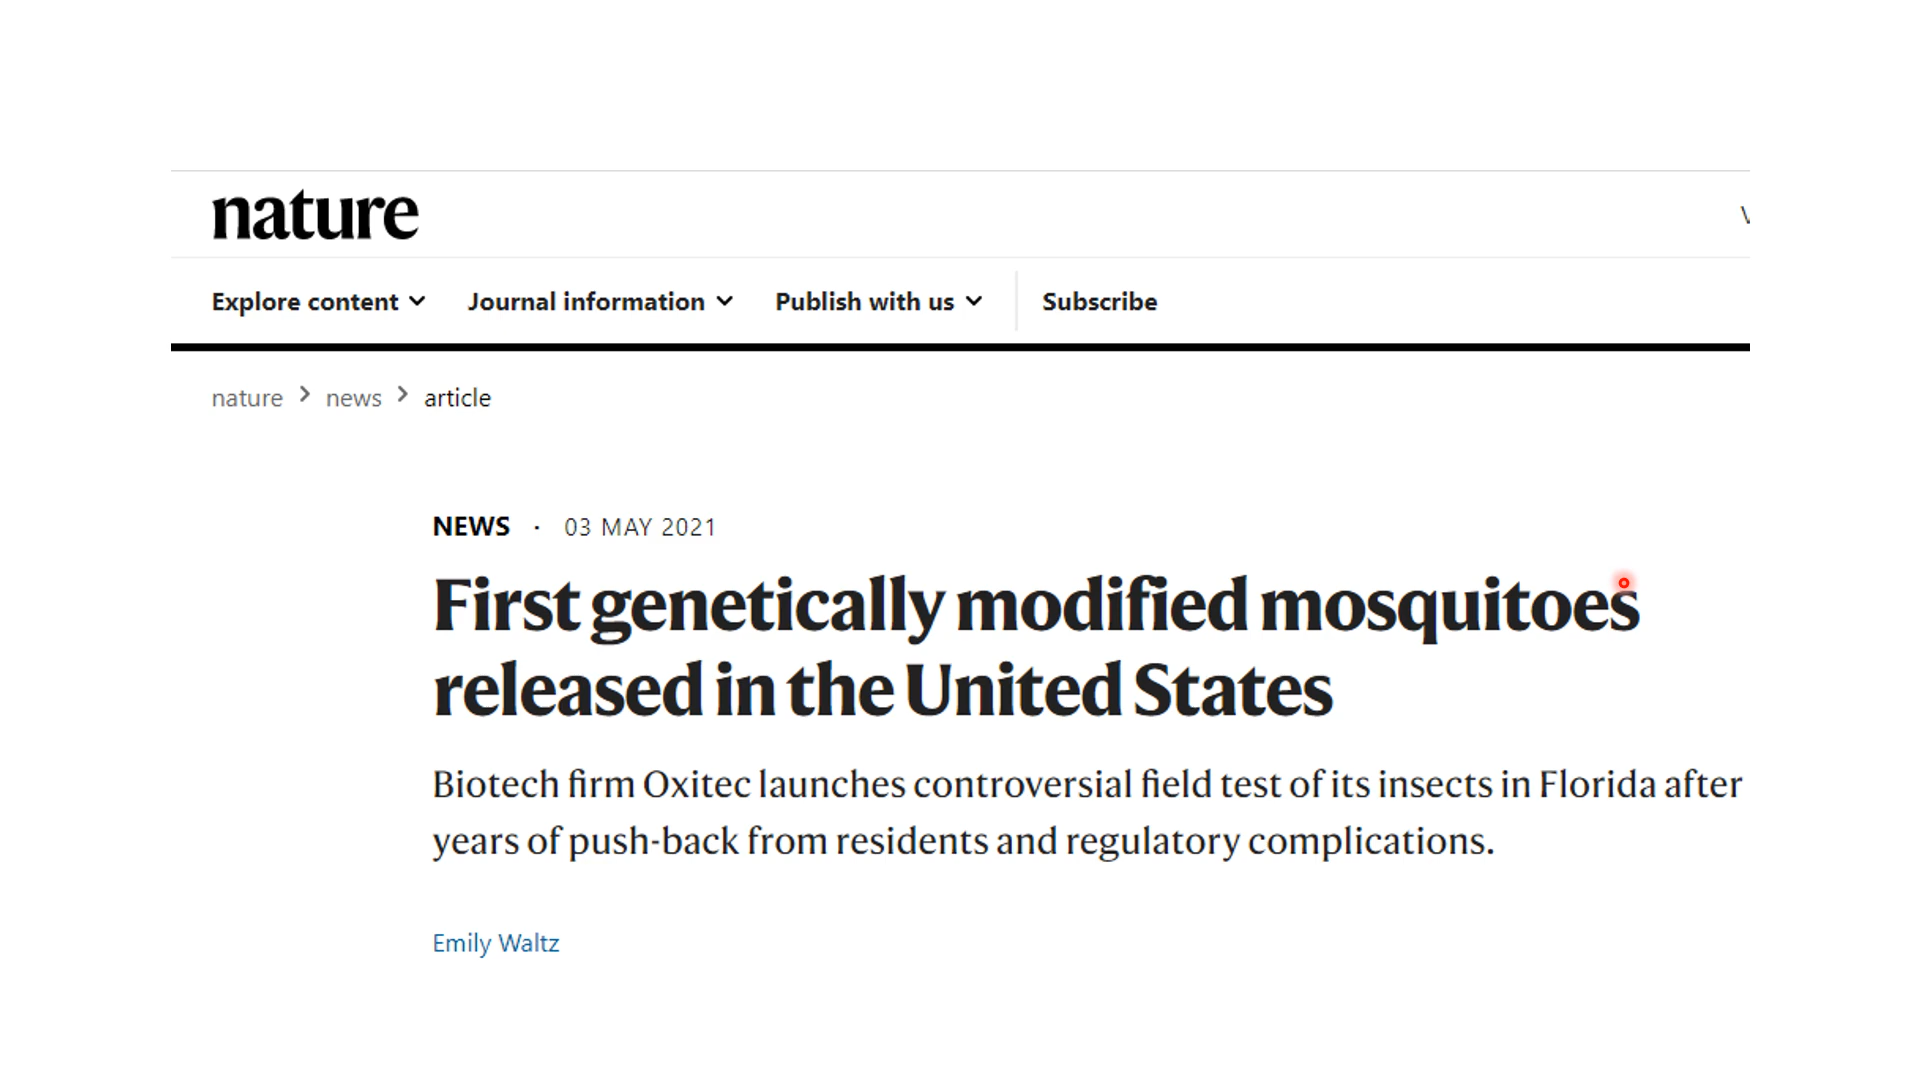 nature
Explore content Journal information Publish with us Subscribe
nature > news > article
NEWS · 03 MAY 2021
First genetically modified mosquitoes
released in the United States
Biotech firm Oxitec launches controversial field test of its insects in Florida after
years of push-back from residents and regulatory complications.
Emily Waltz